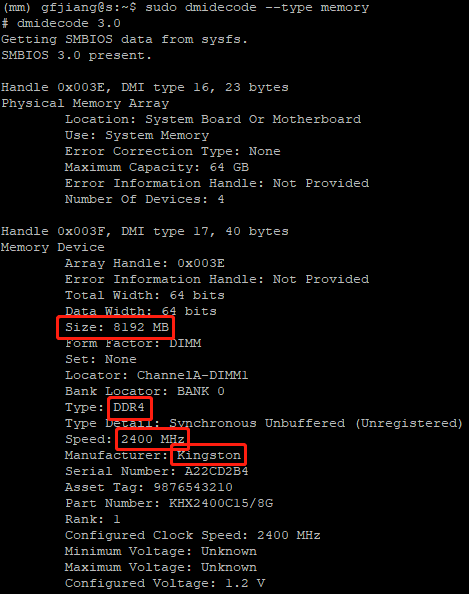 (mm) gfjiang@s:~$ sudo dmidecode --type memory
# dmidecode 3.0
Getting SMBIOS data from sysfs.
SMBIOS 3.0 present.
Handle 0x003E, DMI type 16, 23 bytes
Physical Memory Array
Location: System Board Or Motherboard
Use: System Memory
Error Correction Type: None
Maximum Capacity: 64 GB
Error Information Handle: Not Provided
Number Of Devices: 4
Handle 0x003F, DMI type 17, 40 bytes
Memory Device
Array Handle: 0x003E
Error Information Handle: Not Provided
Total Width: 64 bits
Data Width: 64 bits
Size: 8192 MB
Form Factor: DIMM
Set: None
Locator: ChannelA-DIMM1
Bank Locator: BANK 0
Type: DDR4
Type Detail: Synchronous Unbuffered (Unregistered)
Speed: 2400 MHz
Manufacturer: Kingston
Serial Number: A22CD2B4
Asset Tag: 9876543210
Part Number: KHX2400C15/8G
Rank: 1
Configured Clock Speed: 2400 MHz
Minimum Voltage: Unknown
Maximum Voltage: Unknown
Configured Voltage: 1.2 V